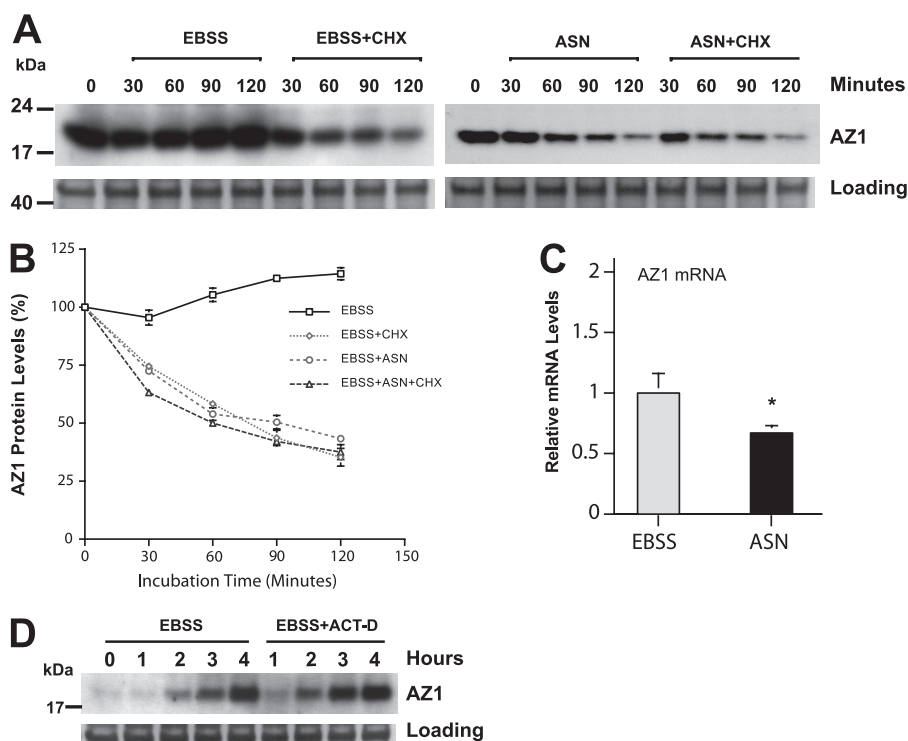 A
EBSS EBSS+CHX ASN ASN+CHX
kDa
0 30 60 90 120 30 60 90 120 0 30 60 90 120 30 60 90 120 Minutes
24
17
AZ1
40
Loading
B
125
100
75
50
25
0
AZ1 Protein Levels (%)
EBSS
EBSS+CHX
EBSS+ASN
EBSS+ASN+CHX
0 30 60 90 120 150
Incubation Time (Minutes)
C
AZ1 mRNA
2
1.5
1
0.5
0
Relative mRNA Levels
*
EBSS ASN
D
EBSS EBSS+ACT-D
kDa
0 1 2 3 4 1 2 3 4 Hours
17
AZ1
Loading